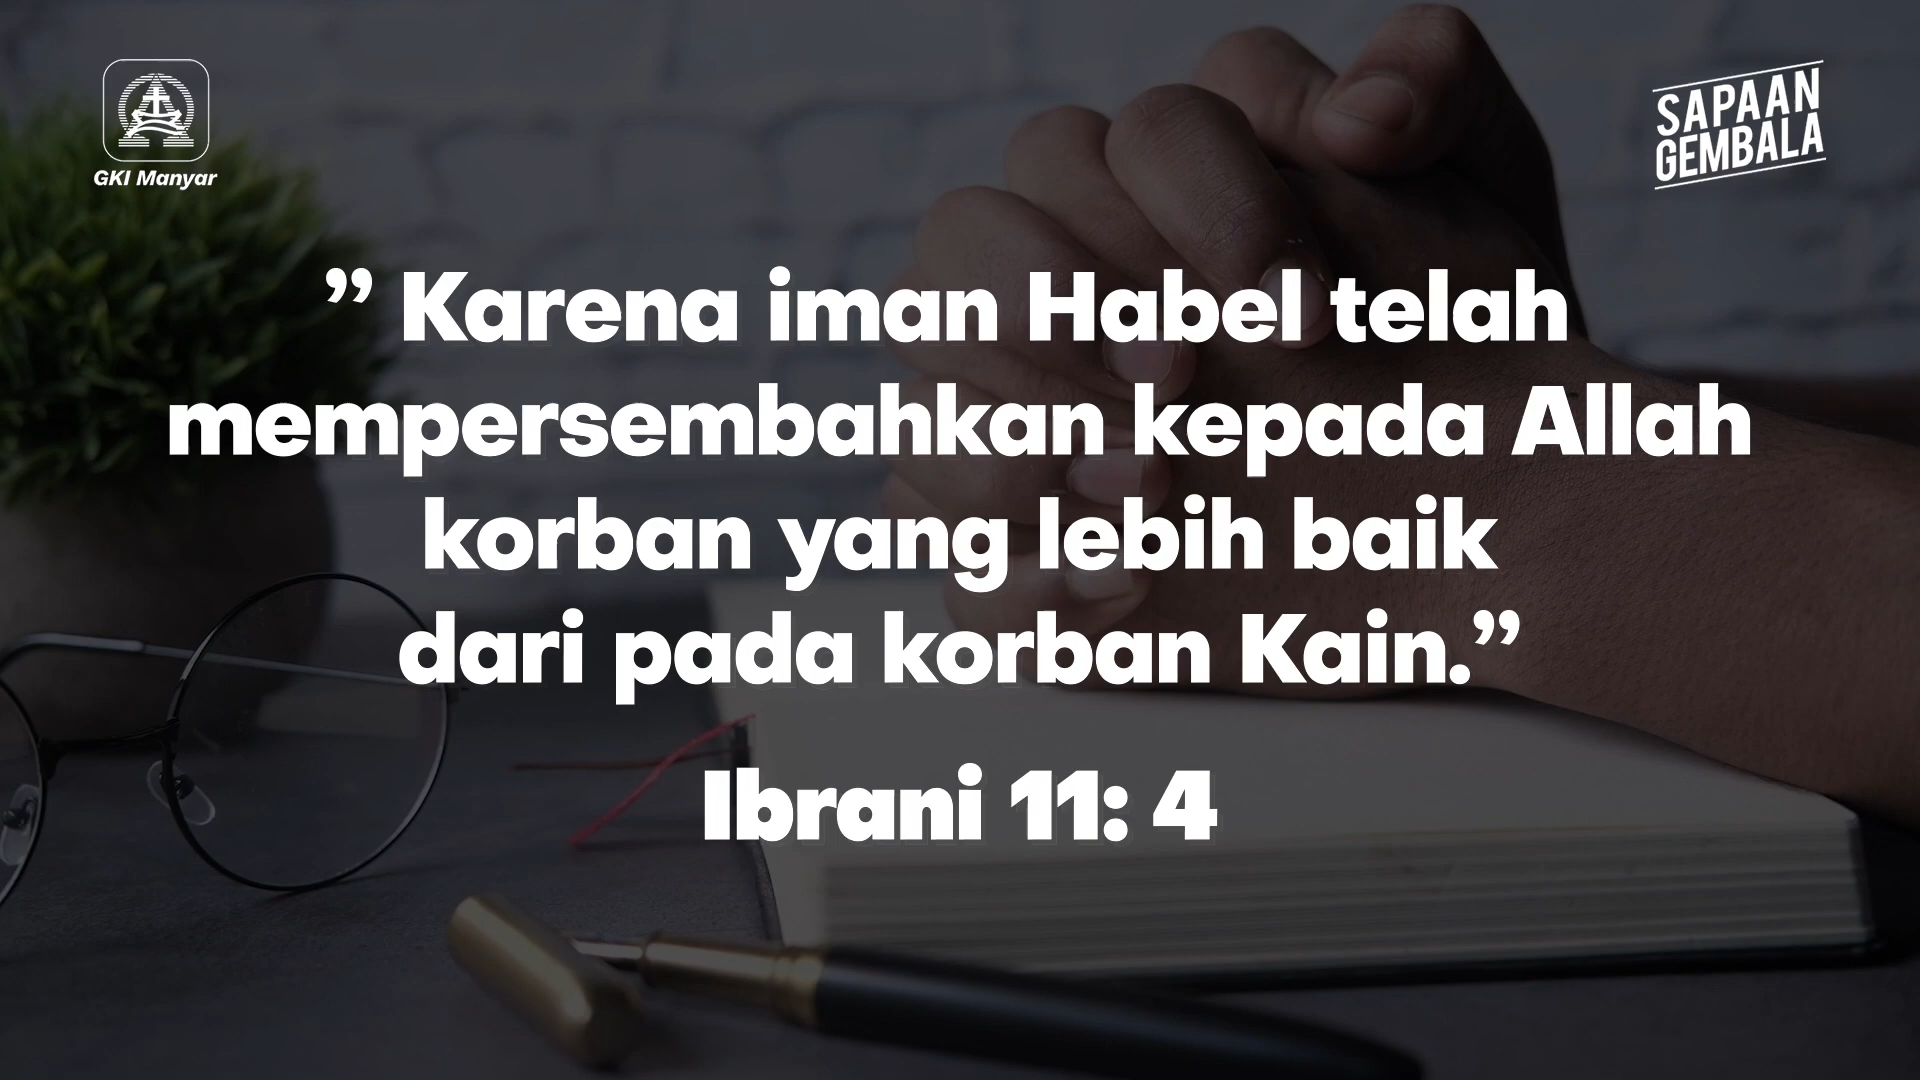 GKI Manyar
SAPAAN
GEMBALA
” Karena iman Habel telah
mempersembahkan kepada Allah
korban yang lebih baik
dari pada korban Kain.”
Ibrani 11: 4